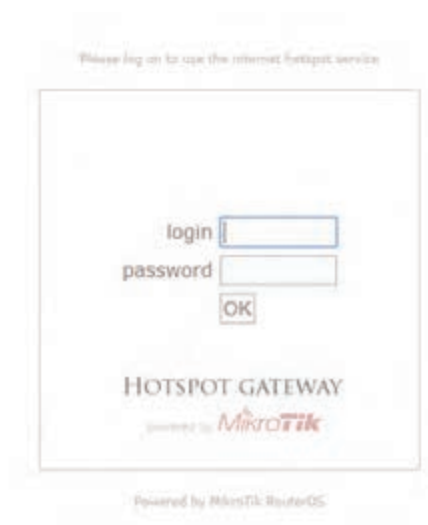 Please log on to use the internet hotspot service
login
password
OK
HOTSPOT GATEWAY
powered by MikroTik
Powered by MikroTik RouterOS